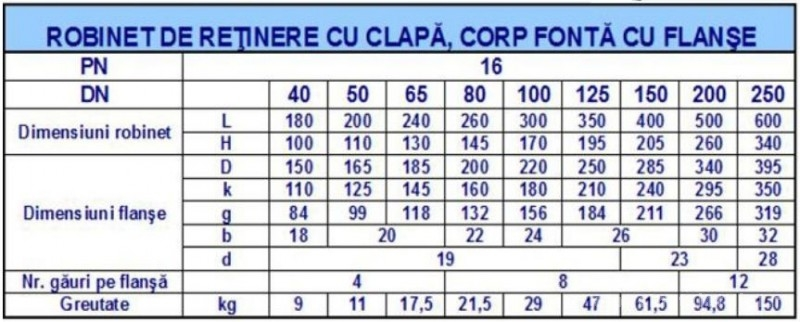 ROBINET DE REŢINERE CU CLAPĂ, CORP FONTĂ CU FLANŞE
PN 16
DN 40 50 65 80 100 125 150 200 250
Dimensiuni robinet
L 180 200 240 260 300 350 400 500 600
H 100 110 130 145 170 195 205 260 340
Dimensiuni flanşe
D 150 165 185 200 220 250 285 340 395
k 110 125 145 160 180 210 240 295 350
g 84 99 118 132 156 184 211 266 319
b 18 20 22 24 26 30 32
d 19 23 28
Nr. găuri pe flanşă 4 8 12
Greutate kg 9 11 17,5 21,5 29 47 61,5 94,8 150